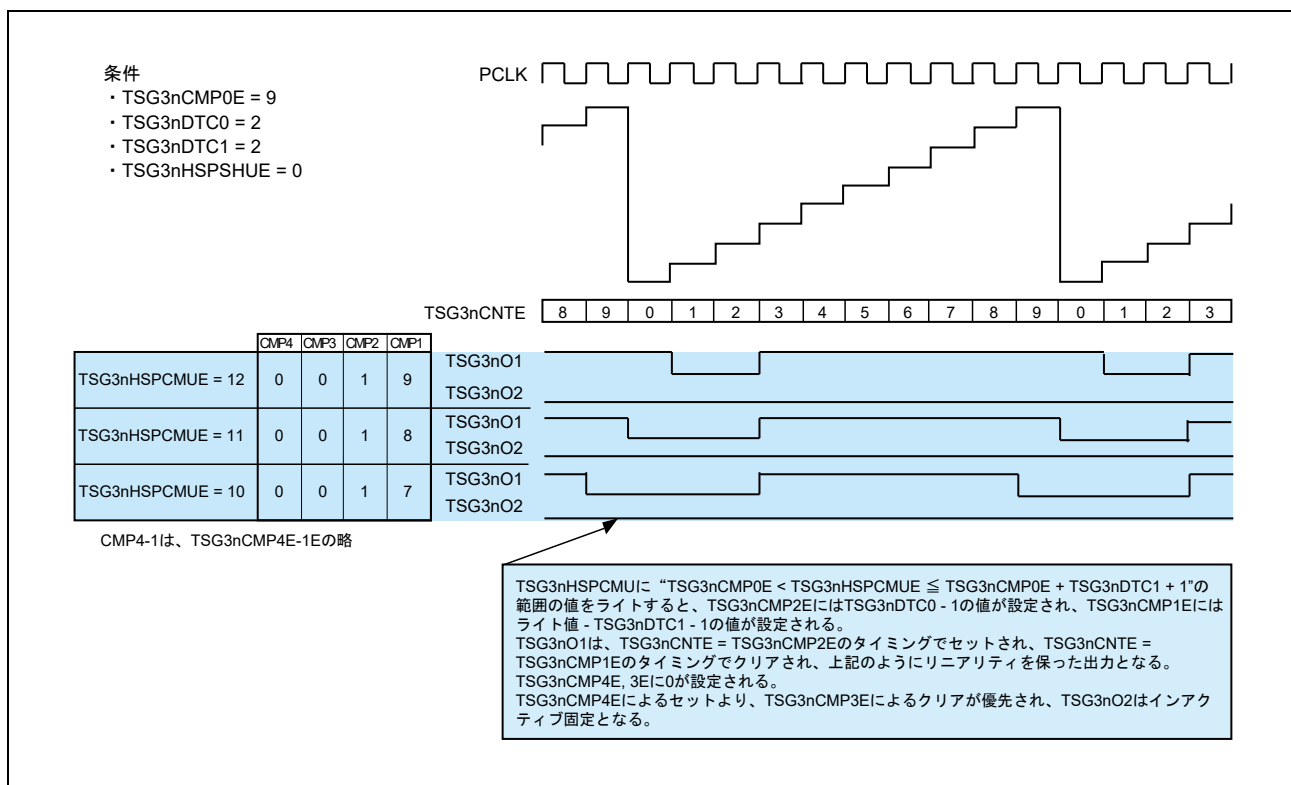 条件
・TSG3nCMP0E = 9
・TSG3nDTC0 = 2
・TSG3nDTC1 = 2
・TSG3nHSPSHUE = 0
PCLK
TSG3nCNTE 8 9 0 1 2 3 4 5 6 7 8 9 0 1 2 3
CMP4 CMP3 CMP2 CMP1
TSG3nHSPCMUE = 12 0 0 1 9
TSG3nO1
TSG3nO2
TSG3nHSPCMUE = 11 0 0 1 8
TSG3nO1
TSG3nO2
TSG3nHSPCMUE = 10 0 0 1 7
TSG3nO1
TSG3nO2
CMP4-1は、TSG3nCMP4E-1Eの略
TSG3nHSPCMUに“TSG3nCMP0E < TSG3nHSPCMUE ≦ TSG3nCMP0E + TSG3nDTC1 + 1”の
範囲の値をライトすると、TSG3nCMP2EにはTSG3nDTC0 - 1の値が設定され、TSG3nCMP1Eには
ライト値 - TSG3nDTC1 - 1の値が設定される。
TSG3nO1は、TSG3nCNTE = TSG3nCMP2Eのタイミングでセットされ、TSG3nCNTE =
TSG3nCMP1Eのタイミングでクリアされ、上記のようにリニアリティを保った出力となる。
TSG3nCMP4E, 3Eに0が設定される。
TSG3nCMP4Eによるセットより、TSG3nCMP3Eによるクリアが優先され、TSG3nO2はインアク
ティブ固定となる。